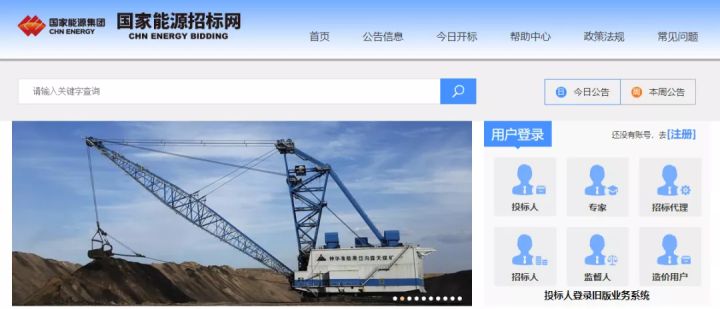 国家能源集团
CHN ENERGY
国家能源招标网
CHN ENERGY BIDDING
首页 公告信息 今日开标 帮助中心 政策法规 常见问题
请输入关键字查询
日 今日公告 周 本周公告
用户登录 还没有账号，去[注册]
投标人 专家 招标代理
招标人 监督人 造价用户
投标人登录旧版业务系统
神华准能黑岱沟露天煤矿